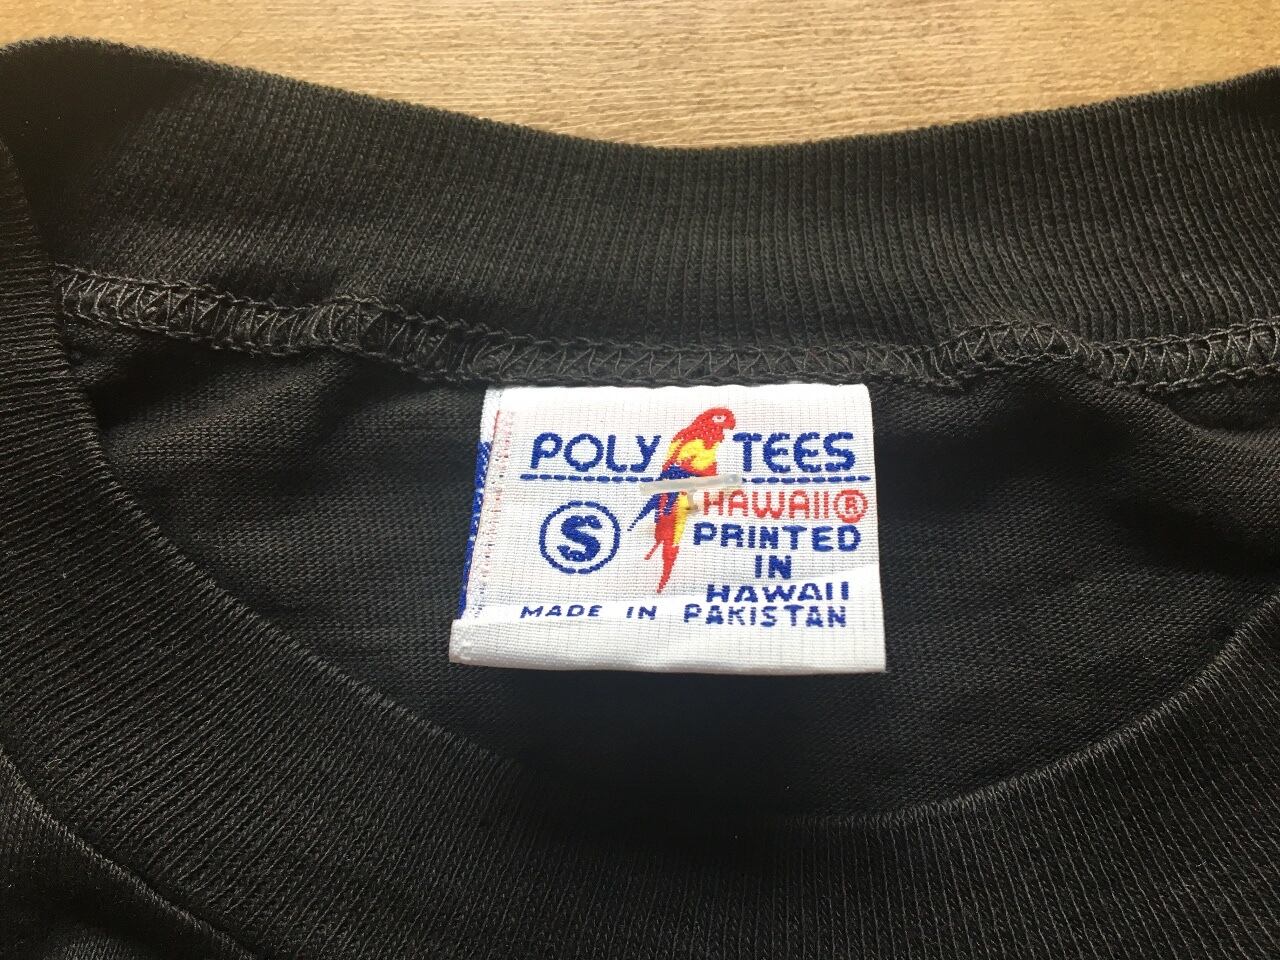 POLY TEES
HAWAII®
S
PRINTED
IN
HAWAII
MADE IN PAKISTAN